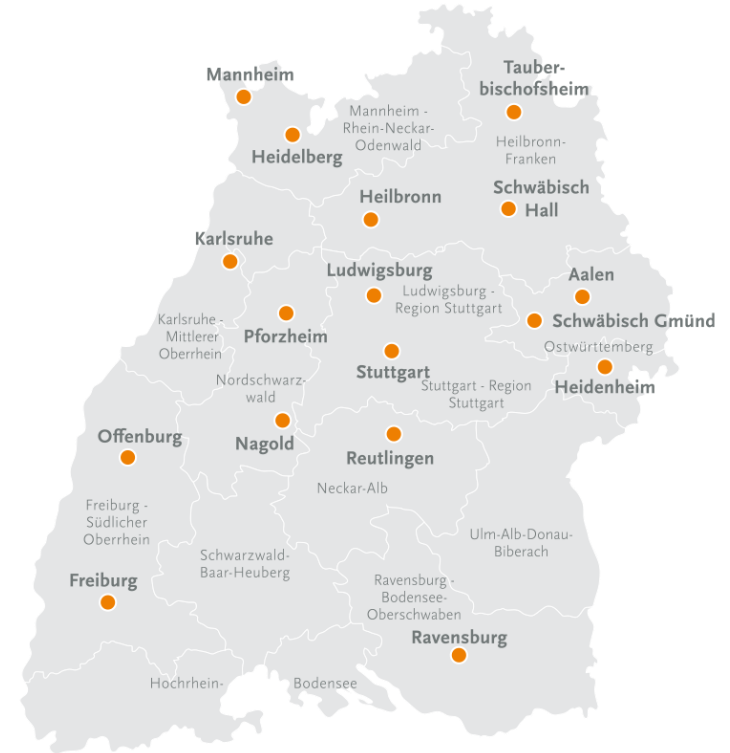 Mannheim
Tauber-
bischofsheim
Mannheim -
Rhein-Neckar-
Odenwald
Heidelberg
Heilbronn-
Franken
Heilbronn
Schwäbisch
Hall
Karlsruhe
Ludwigsburg
Aalen
Ludwigsburg -
Region Stuttgart
Karlsruhe -
Mittlerer
Oberrhein
Pforzheim
Schwäbisch Gmünd
Ostwürttemberg
Stuttgart
Nordschwarz-
wald
Stuttgart - Region
Stuttgart
Heidenheim
Offenburg
Nagold
Reutlingen
Neckar-Alb
Freiburg -
Südlicher
Oberrhein
Ulm-Alb-Donau-
Biberach
Schwarzwald-
Baar-Heuberg
Freiburg
Ravensburg -
Bodensee-
Oberschwaben
Ravensburg
Hochrhein-
Bodensee